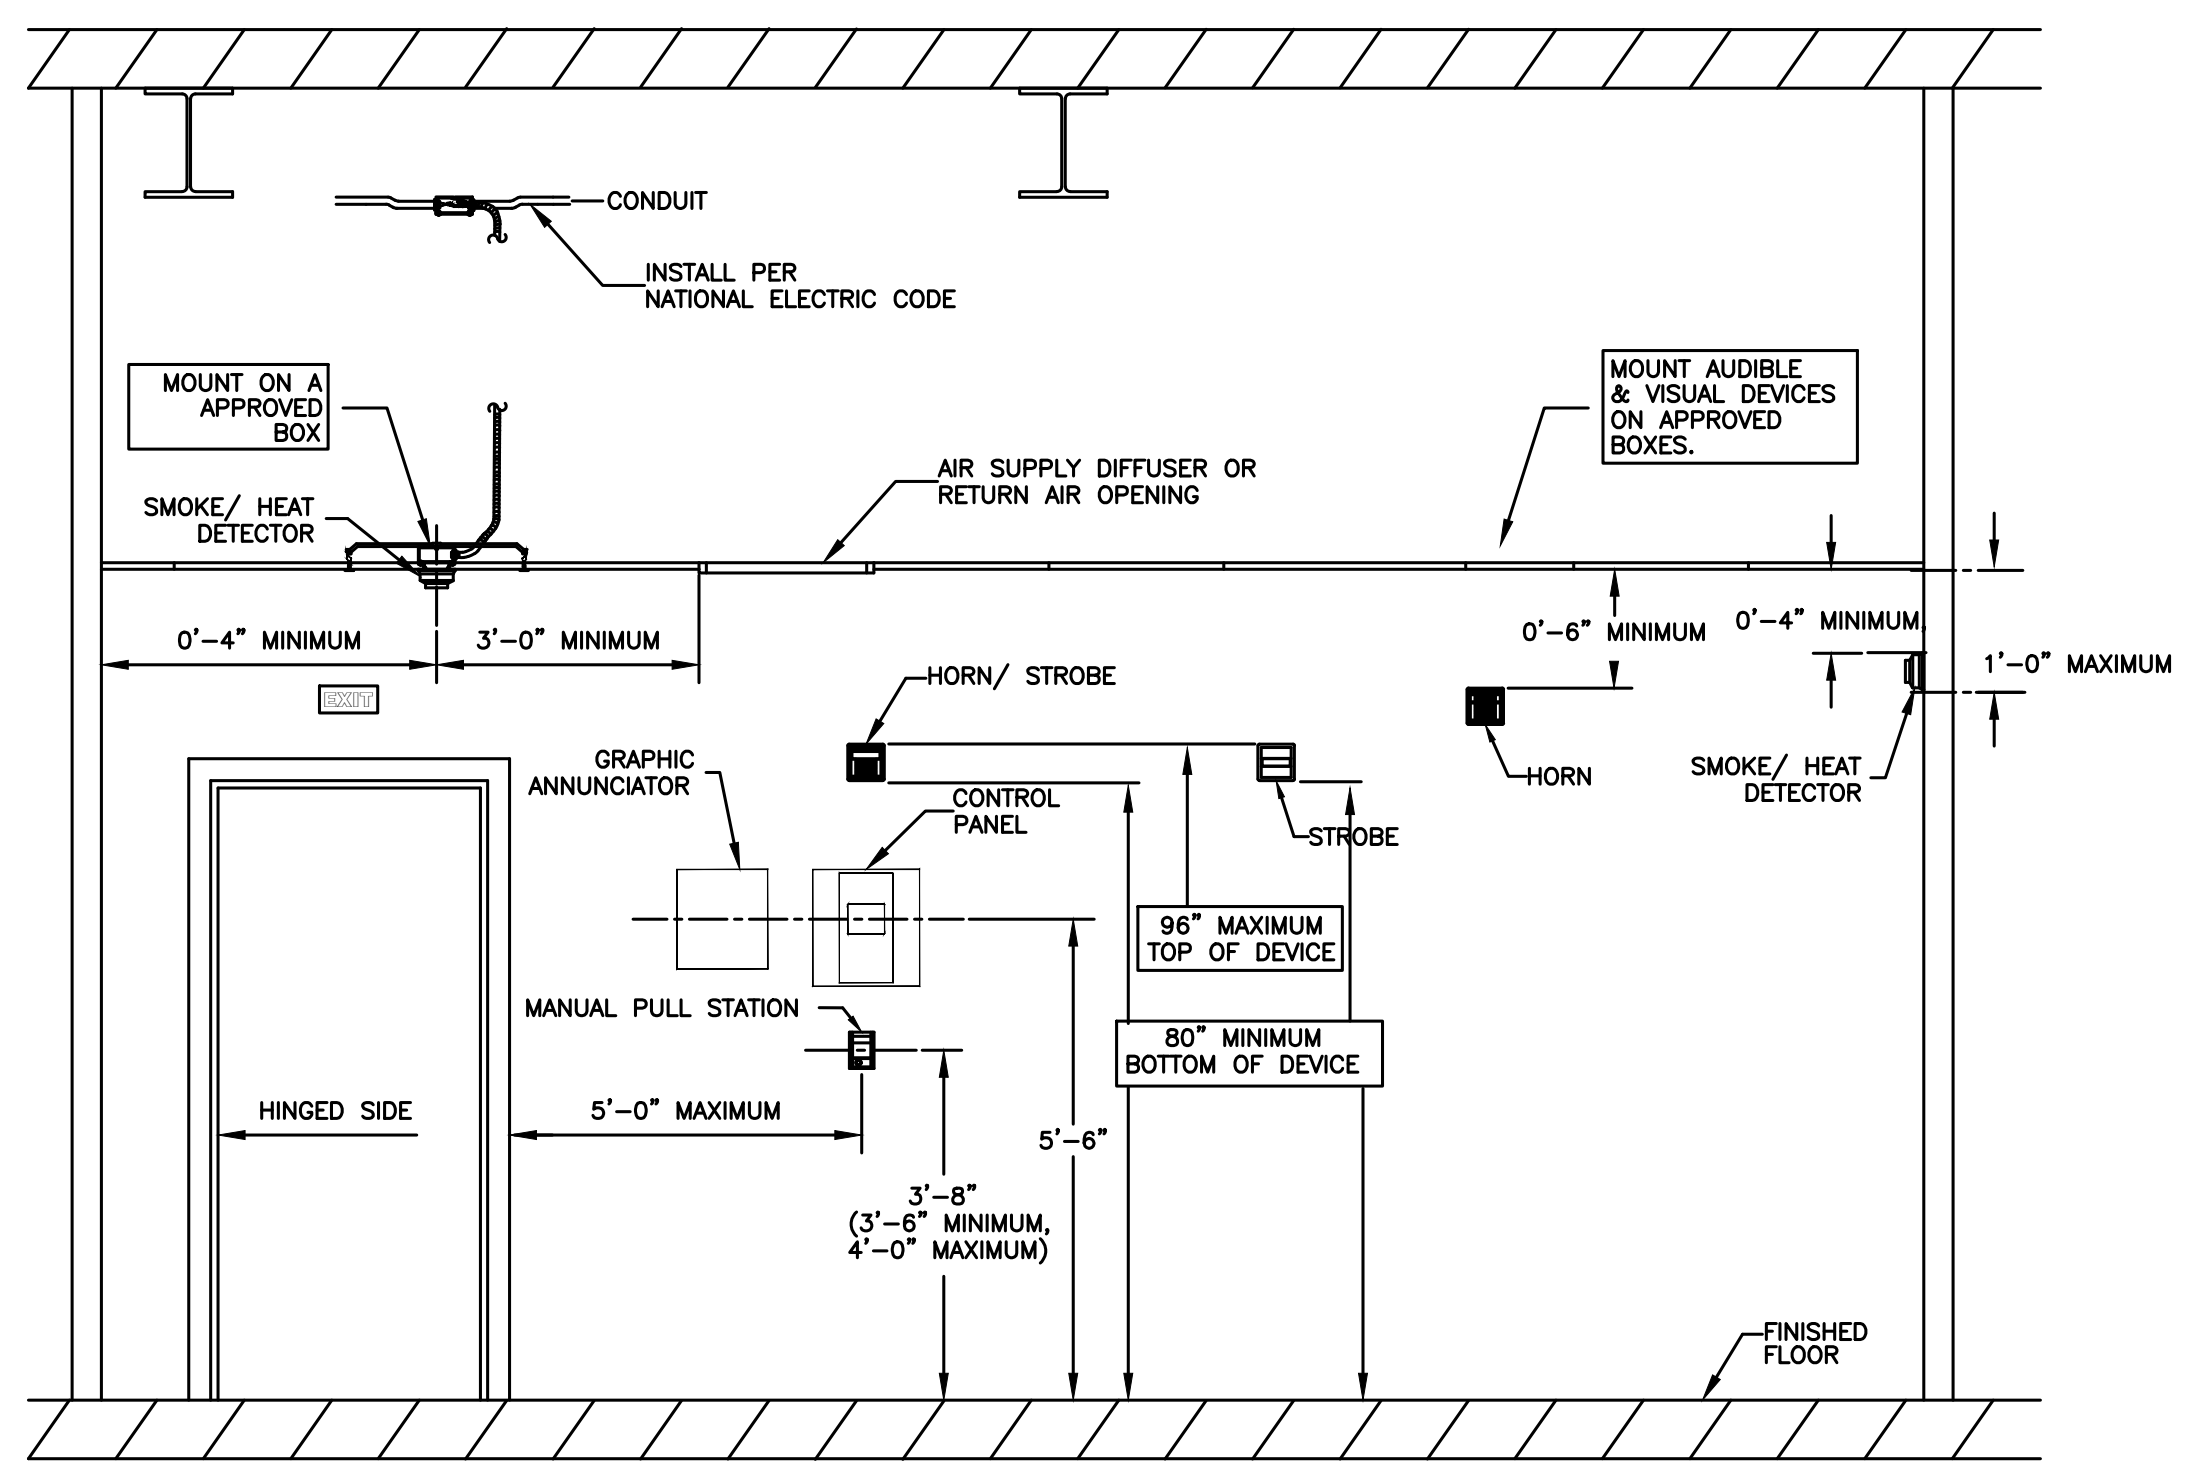 CONDUIT
INSTALL PER
NATIONAL ELECTRIC CODE
MOUNT ON A
APPROVED
BOX
MOUNT AUDIBLE
& VISUAL DEVICES
ON APPROVED
BOXES.
AIR SUPPLY DIFFUSER OR
RETURN AIR OPENING
SMOKE/ HEAT
DETECTOR
0'-4" MINIMUM
3'-0" MINIMUM
0'-6" MINIMUM
0'-4" MINIMUM,
1'-0" MAXIMUM
EXIT
HORN/ STROBE
GRAPHIC
ANNUNCIATOR
CONTROL
PANEL
STROBE
HORN
SMOKE/ HEAT
DETECTOR
96" MAXIMUM
TOP OF DEVICE
MANUAL PULL STATION
80" MINIMUM
BOTTOM OF DEVICE
HINGED SIDE
5'-0" MAXIMUM
5'-6"
3'-8"
(3'-6" MINIMUM,
4'-0" MAXIMUM)
FINISHED
FLOOR